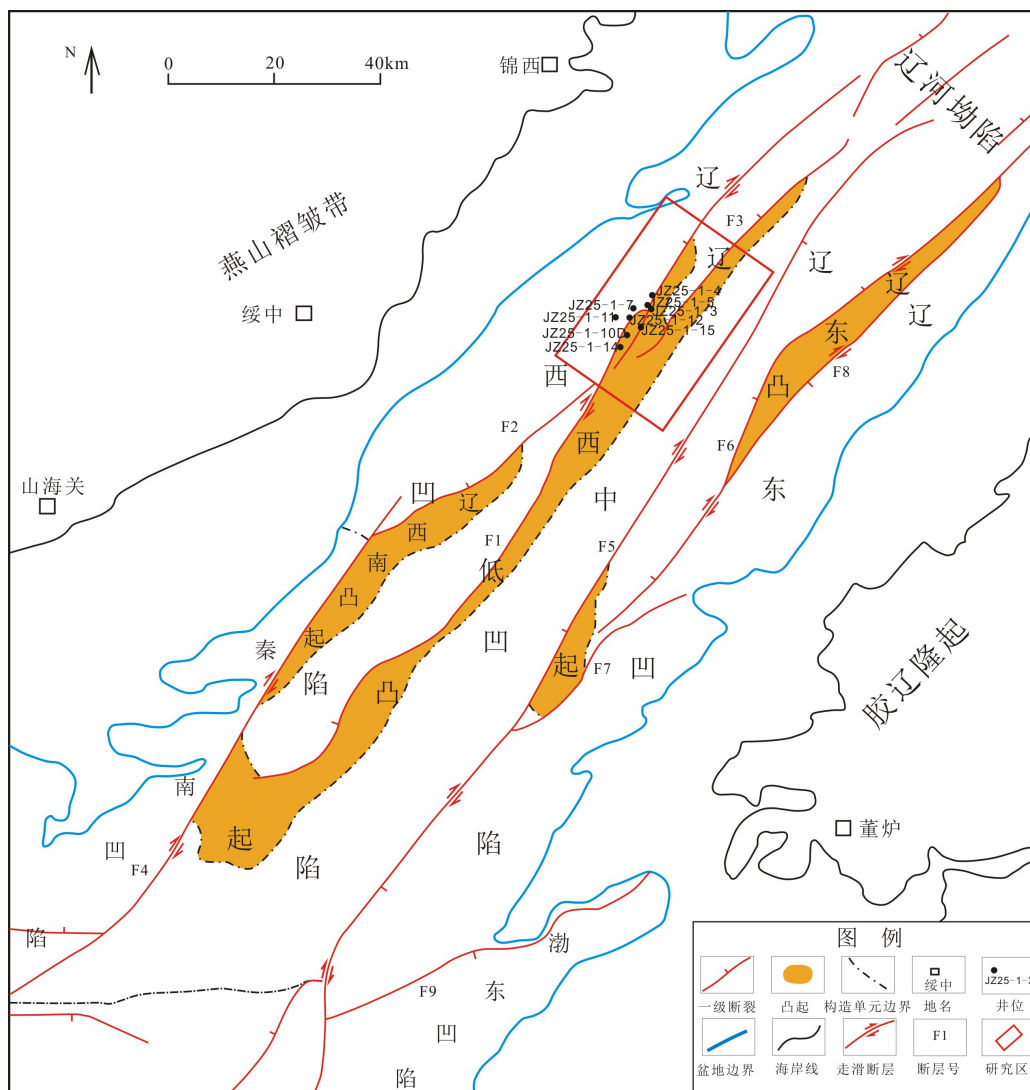 N
0 20 40km
锦西
辽河坳陷
燕山褶皱带
绥中
山海关
胶辽隆起
董炉
辽西凹陷
辽西低凸起
辽中凹陷
辽东凸起
辽东凹陷
辽西南凸起
秦南凹陷
渤东凹陷
F3
F2
F1
F5
F6
F8
F7
F4
F9
JZ25-1-4
JZ25-1-7
JZ25-1-5
JZ25-1-3
JZ25-1-11
JZ25-1-12
JZ25-1-10D
JZ25-1-15
JZ25-1-14
图 例
一级断裂
凸起
构造单元边界
绥中
地名
JZ25-1-3
井位
盆地边界
海岸线
走滑断层
F1
断层号
研究区